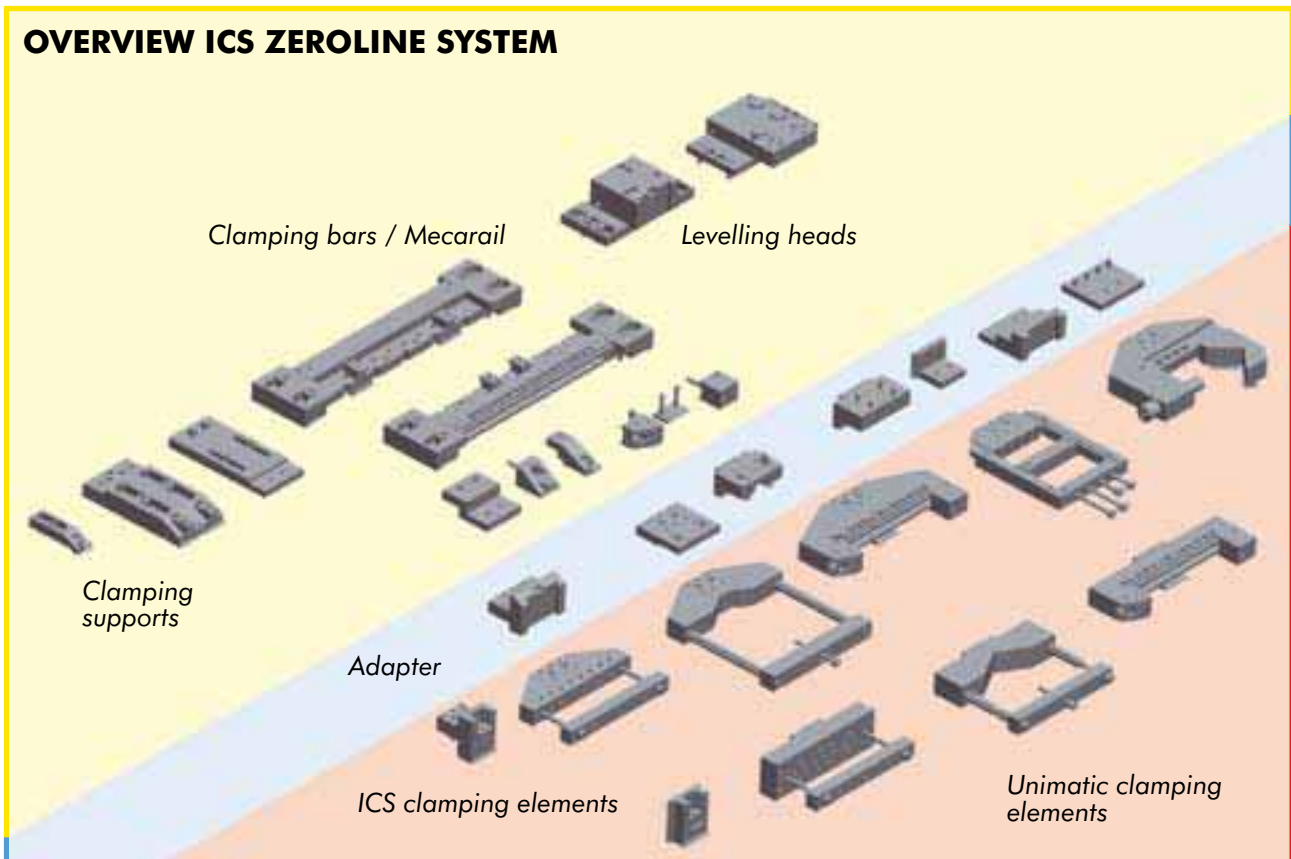 OVERVIEW ICS ZEROLINE SYSTEM
Clamping bars / Mecarail
Levelling heads
Clamping
supports
Adapter
ICS clamping elements
Unimatic clamping
elements